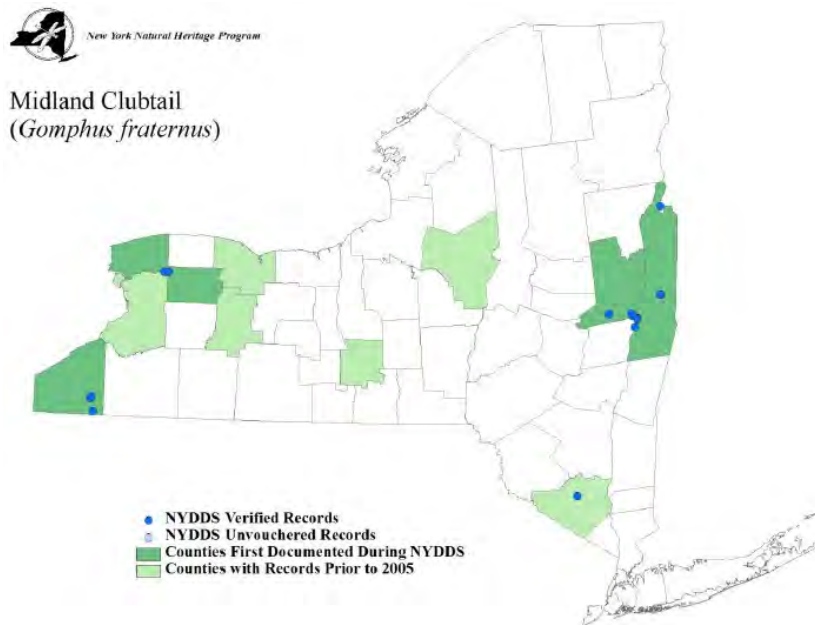 New York Natural Heritage Program
Midland Clubtail
(Gomphus fraternus)
NYDDS Verified Records
NYDDS Unvouchered Records
Counties First Documented During NYDDS
Counties with Records Prior to 2005